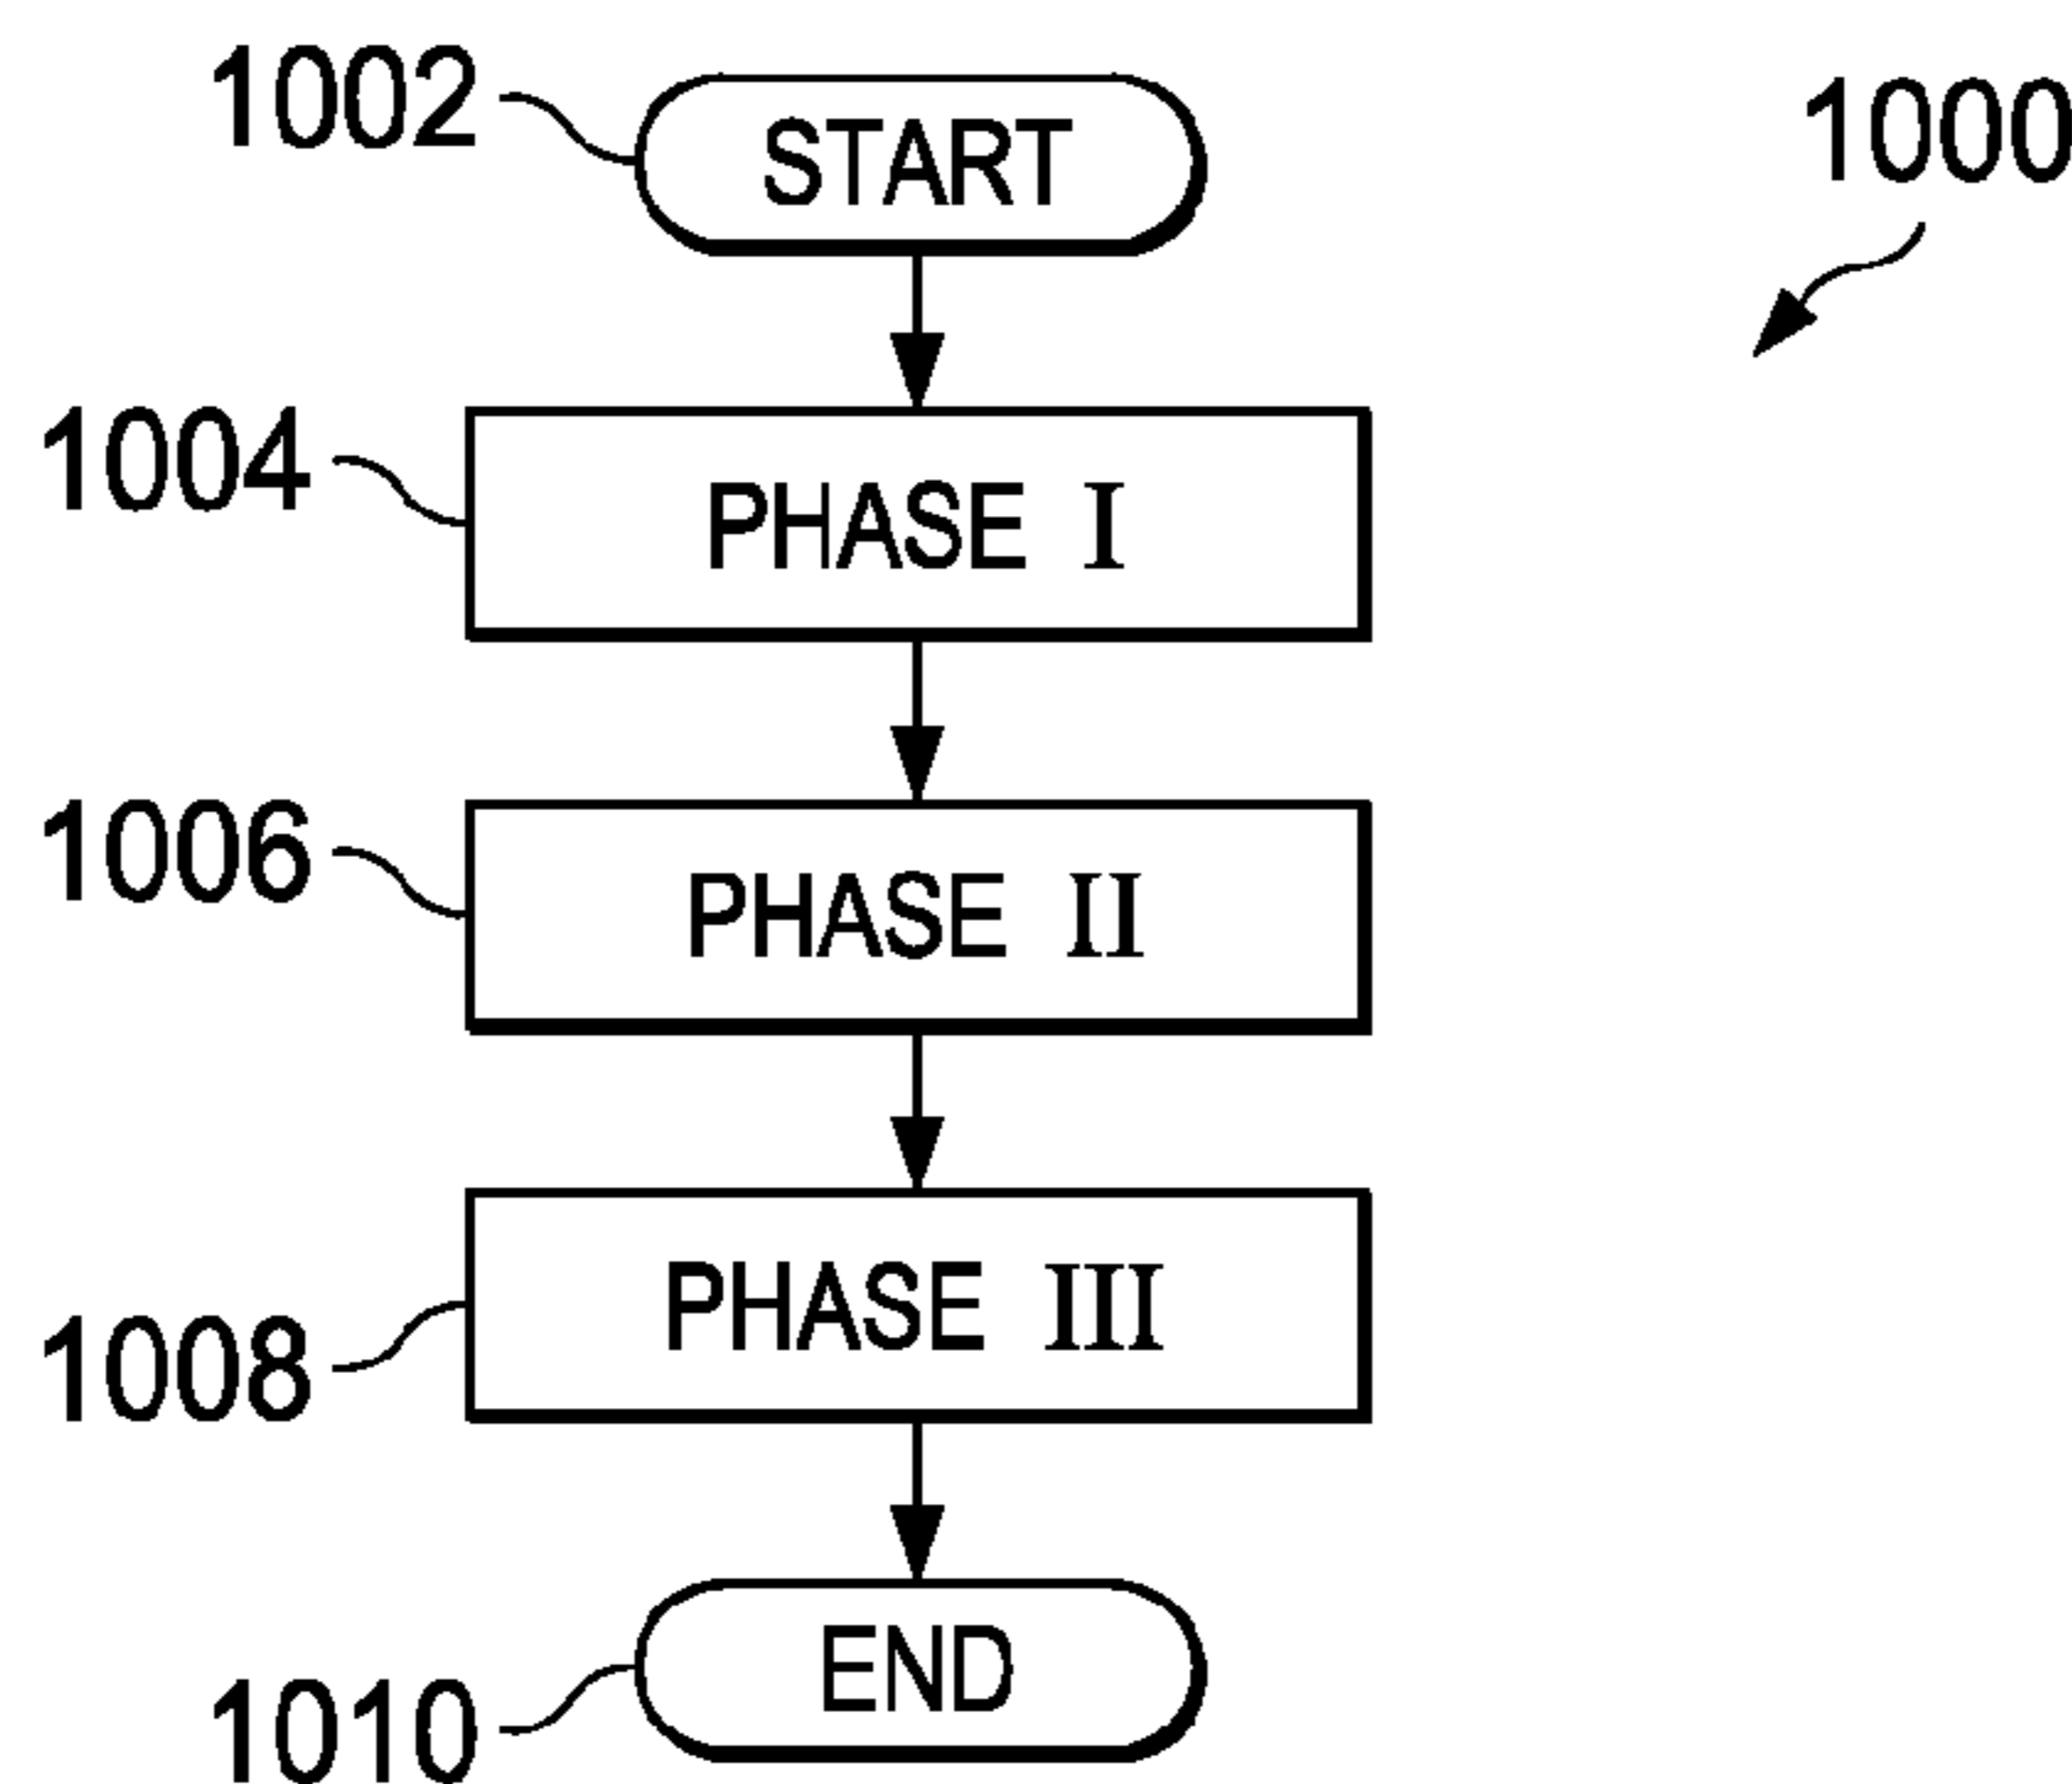 1002
START
1000
1004
PHASE I
1006
PHASE II
PHASE III
1008
END
1010